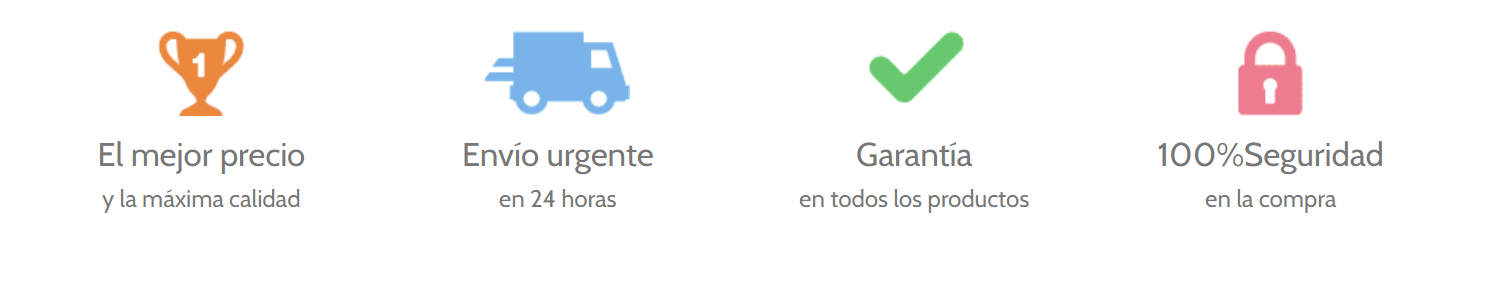 1
El mejor precio
y la máxima calidad
Envío urgente
en 24 horas
Garantía
en todos los productos
100%Seguridad
en la compra